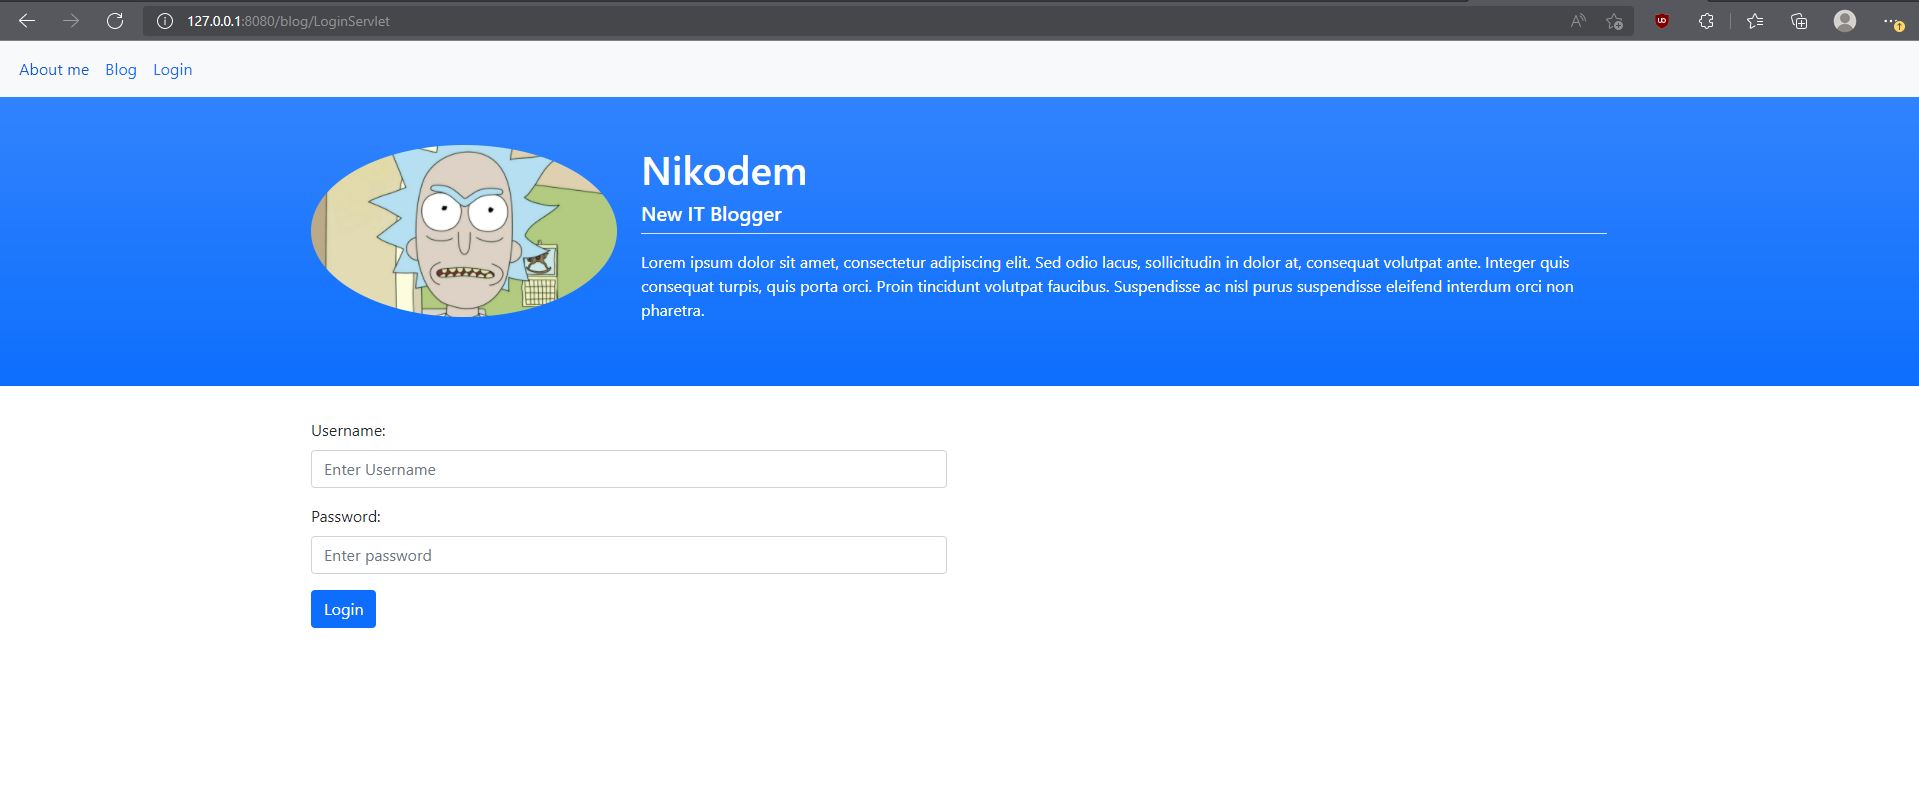 127.0.0.1:8080/blog/LoginServlet
About me Blog Login
Nikodem
New IT Blogger
Lorem ipsum dolor sit amet, consectetur adipiscing elit. Sed odio lacus, sollicitudin in dolor at, consequat volutpat ante. Integer quis
consequat turpis, quis porta orci. Proin tincidunt volutpat faucibus. Suspendisse ac nisl purus suspendisse eleifend interdum orci non
pharetra.
Username:
Enter Username
Password:
Enter password
Login